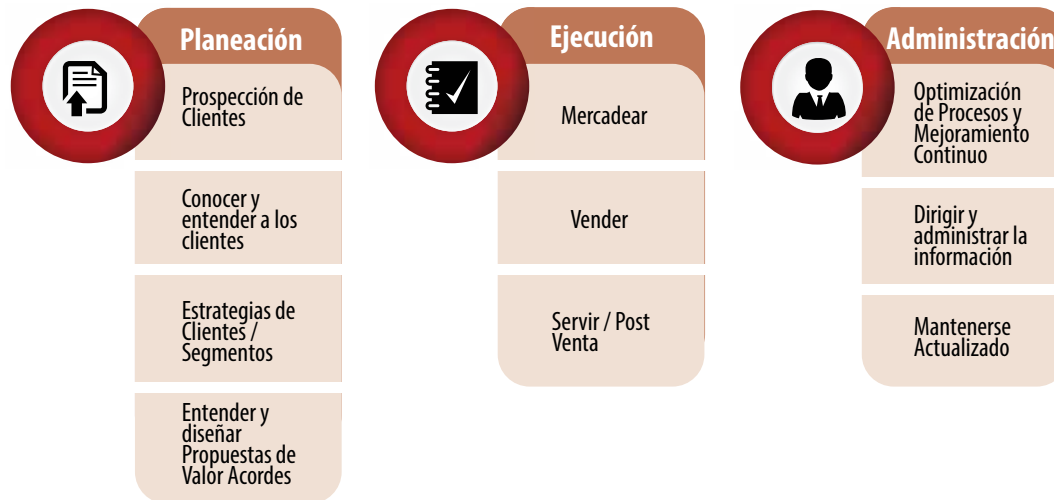 Planeación
Prospección de
Clientes
Conocer y
entender a los
clientes
Estrategias de
Clientes /
Segmentos
Entender y
diseñar
Propuestas de
Valor Acordes
Ejecución
Mercadear
Vender
Servir / Post
Venta
Administración
Optimización
de Procesos y
Mejoramiento
Continuo
Dirigir y
administrar la
información
Mantenerse
Actualizado